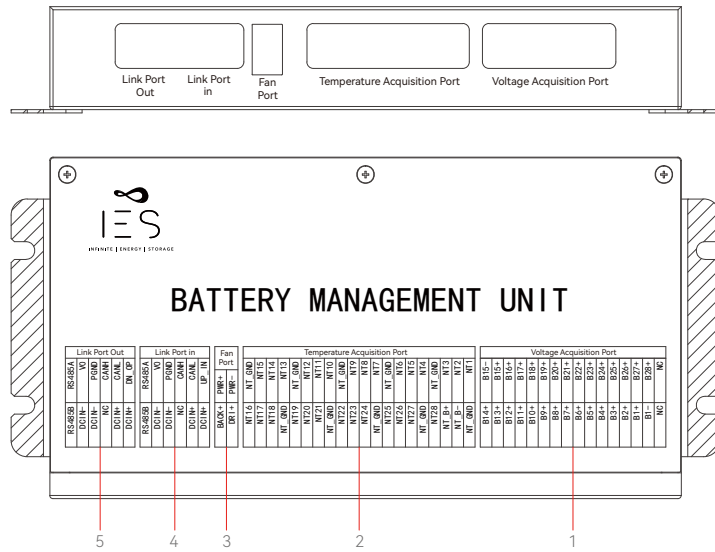 Link Port
Out
Link Port
in
Fan
Port
Temperature Acquisition Port
Voltage Acquisition Port
IES
INFINITE | ENERGY | STORAGE
BATTERY MANAGEMENT UNIT
Link Port Out
RS485A VO PGND CANH CANL DN_OP
RS485B DCIN- DCIN- NC DCIN+ DCIN+
Link Port in
RS485A VO PGND CANH CANL UP_IN
RS485B DCIN- DCIN- NC DCIN+ DCIN+
Fan
Port
PWR+ PWR-
BACK+ DRI+
Temperature Acquisition Port
NT_GND NT15 NT14 NT13 NT_GND NT12 NT11 NT10 NT_GND NT9 NT8 NT7 NT_GND NT6 NT5 NT4 NT3 NT2 NT1
NT16 NT17 NT18 NT_GND NT19 NT20 NT21 NT_GND NT22 NT23 NT24 NT_GND NT25 NT26 NT27 NT_GND NT28 NT_B+ NT_B- NT_GND
Voltage Acquisition Port
B15- B15+ B16+ B17+ B18+ B19+ B20+ B21+ B22+ B23+ B24+ B25+ B26+ B27+ B28+ NC
B14+ B13+ B12+ B11+ B10+ B9+ B8+ B7+ B6+ B5+ B4+ B3+ B2+ B1+ B1- NC
5 4 3 2 1